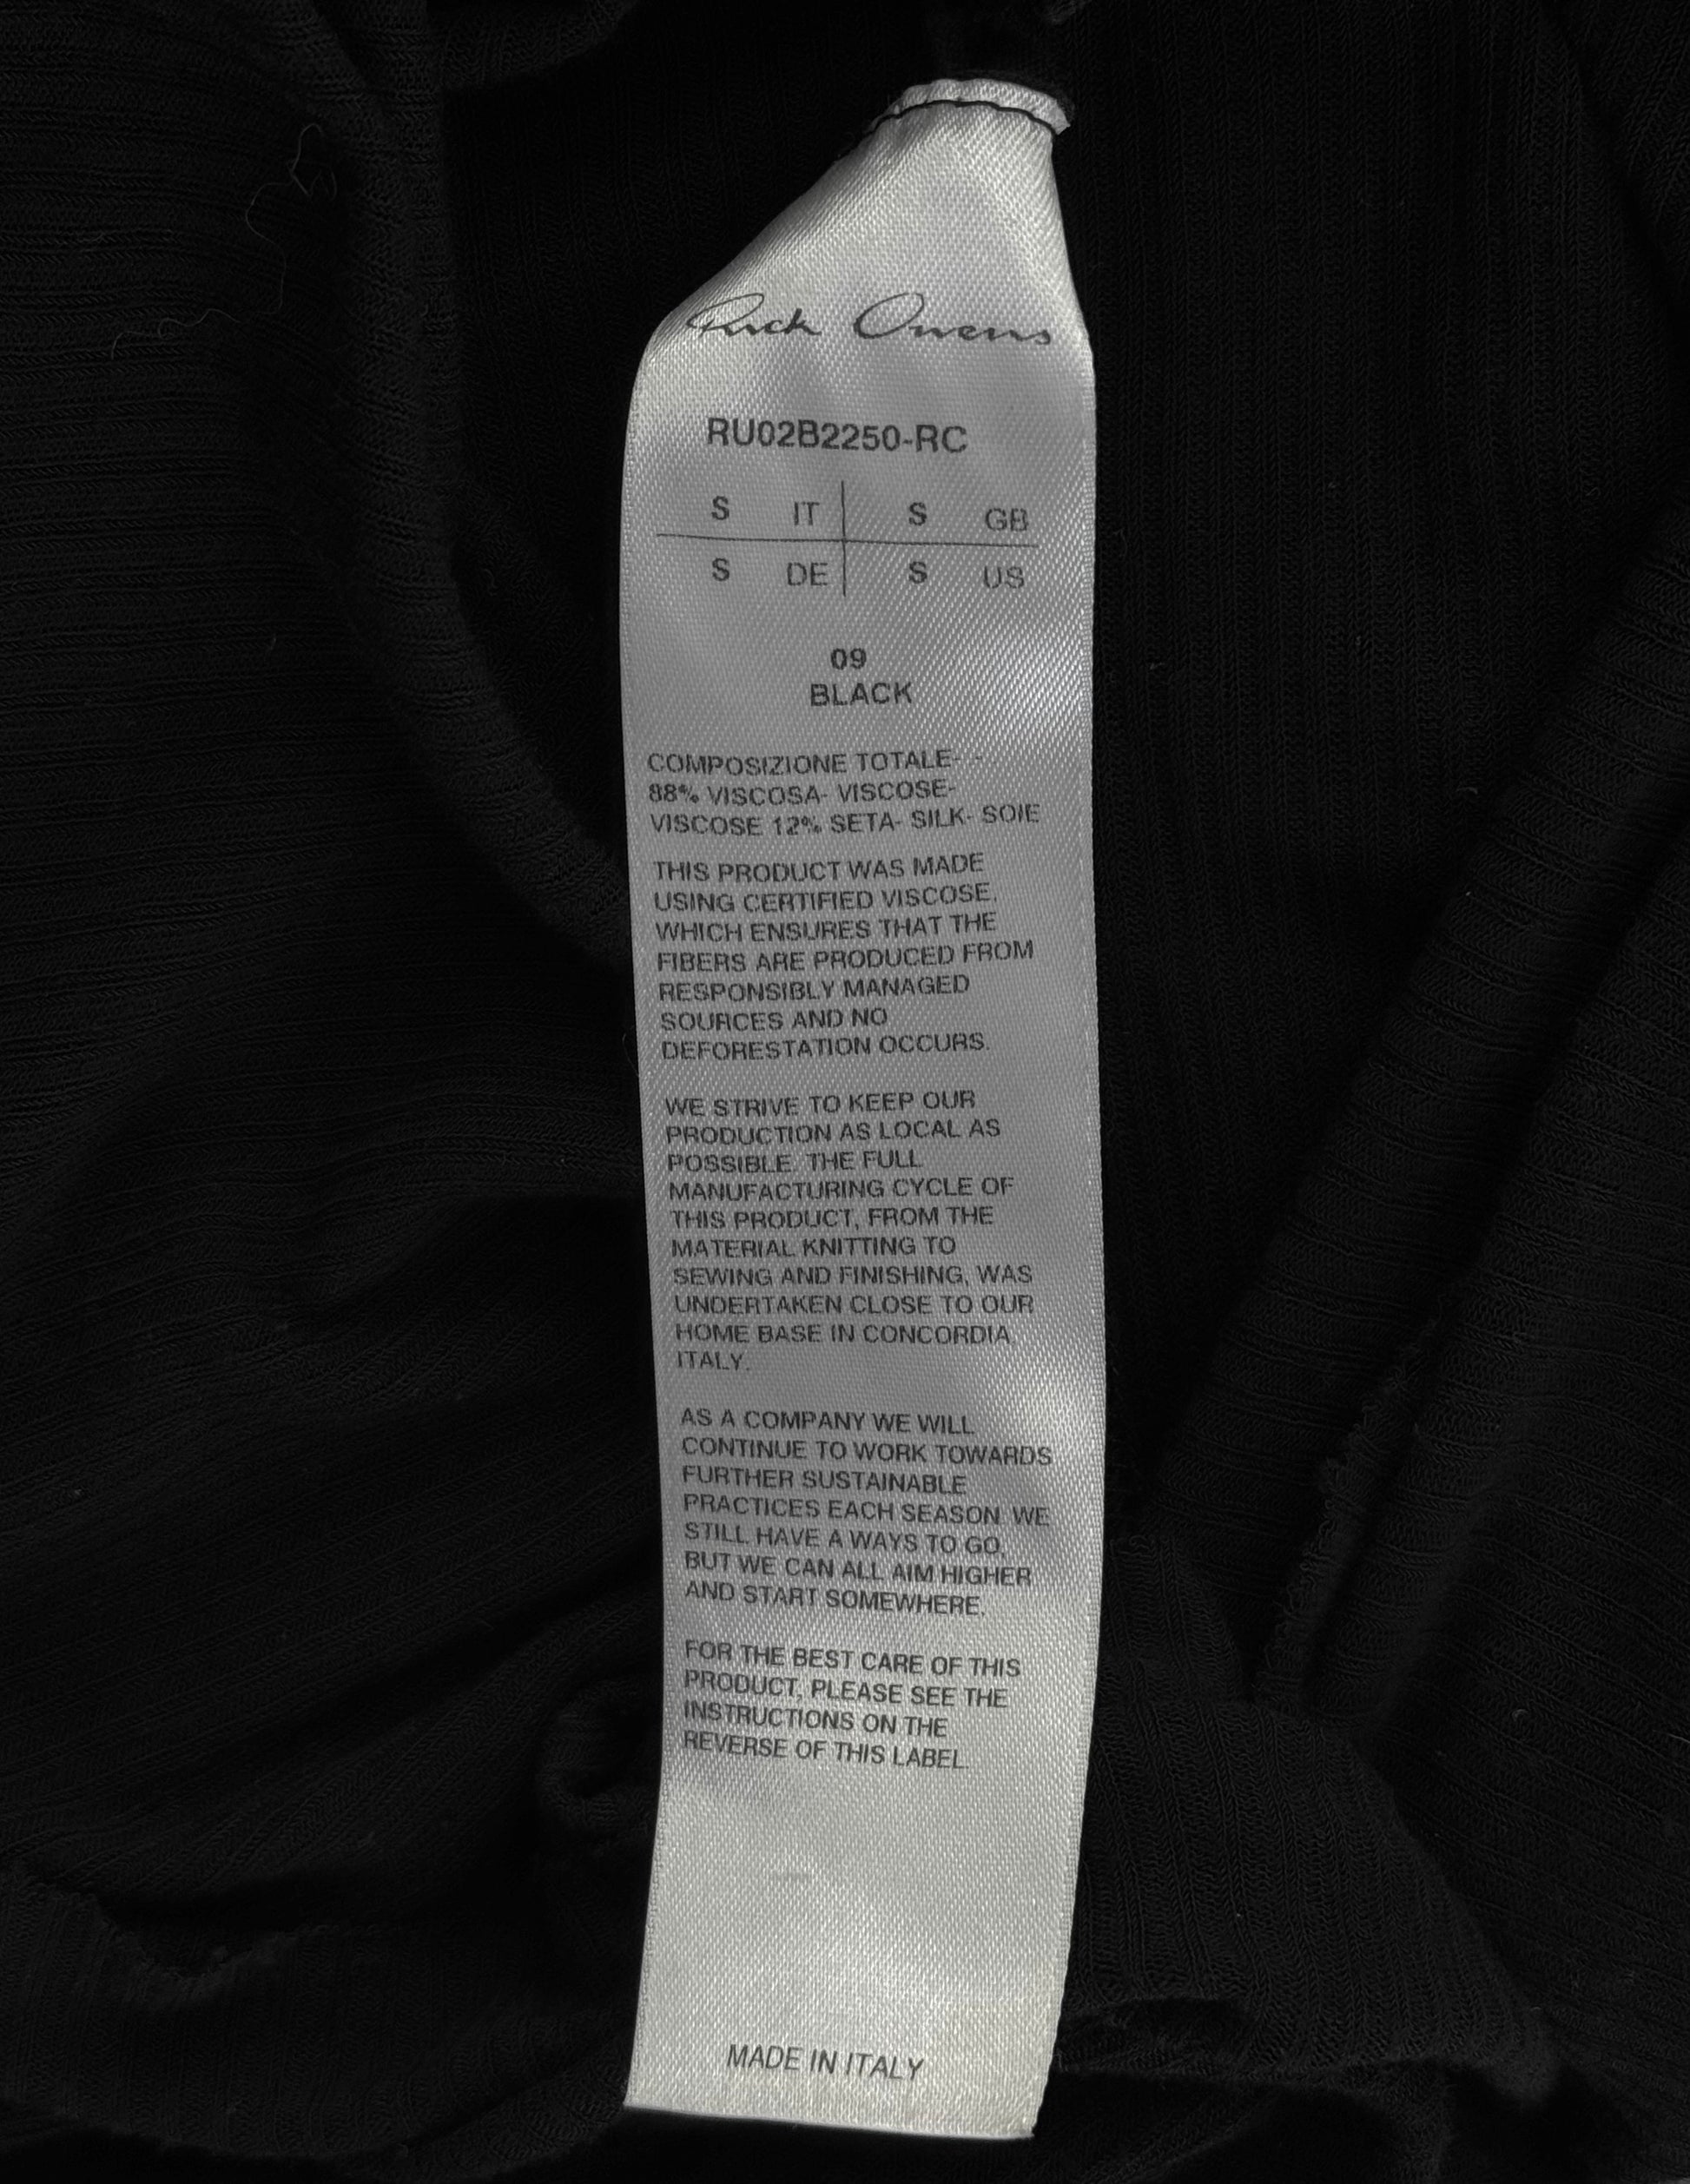 Rick Owens
RU02B2250-RC
S IT S GB
S DE S US
09
BLACK
COMPOSIZIONE TOTALE- -
88% VISCOSA- VISCOSE-
VISCOSE 12% SETA- SILK- SOIE
THIS PRODUCT WAS MADE
USING CERTIFIED VISCOSE,
WHICH ENSURES THAT THE
FIBERS ARE PRODUCED FROM
RESPONSIBLY MANAGED
SOURCES AND NO
DEFORESTATION OCCURS.
WE STRIVE TO KEEP OUR
PRODUCTION AS LOCAL AS
POSSIBLE. THE FULL
MANUFACTURING CYCLE OF
THIS PRODUCT, FROM THE
MATERIAL KNITTING TO
SEWING AND FINISHING, WAS
UNDERTAKEN CLOSE TO OUR
HOME BASE IN CONCORDIA,
ITALY.
AS A COMPANY WE WILL
CONTINUE TO WORK TOWARDS
FURTHER SUSTAINABLE
PRACTICES EACH SEASON. WE
STILL HAVE A WAYS TO GO,
BUT WE CAN ALL AIM HIGHER
AND START SOMEWHERE.
FOR THE BEST CARE OF THIS
PRODUCT, PLEASE SEE THE
INSTRUCTIONS ON THE
REVERSE OF THIS LABEL.
MADE IN ITALY